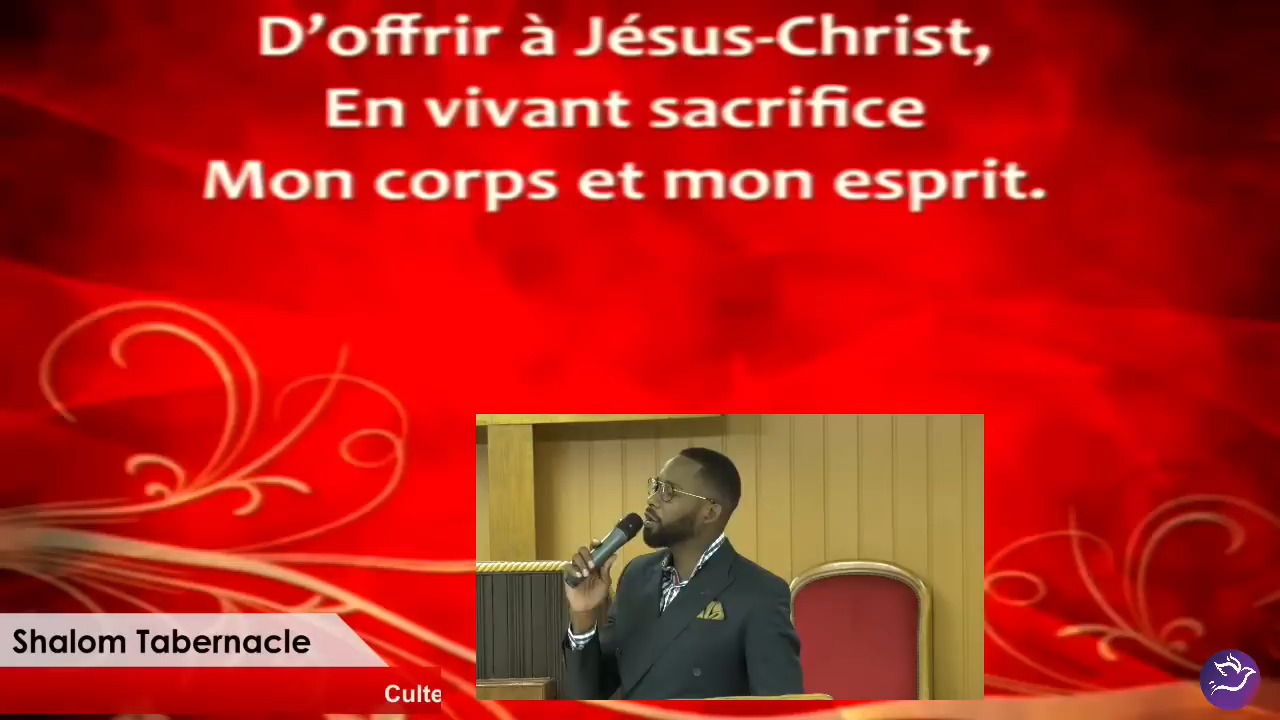 D’offrir à Jésus-Christ,
En vivant sacrifice
Mon corps et mon esprit.
Shalom Tabernacle
Culte